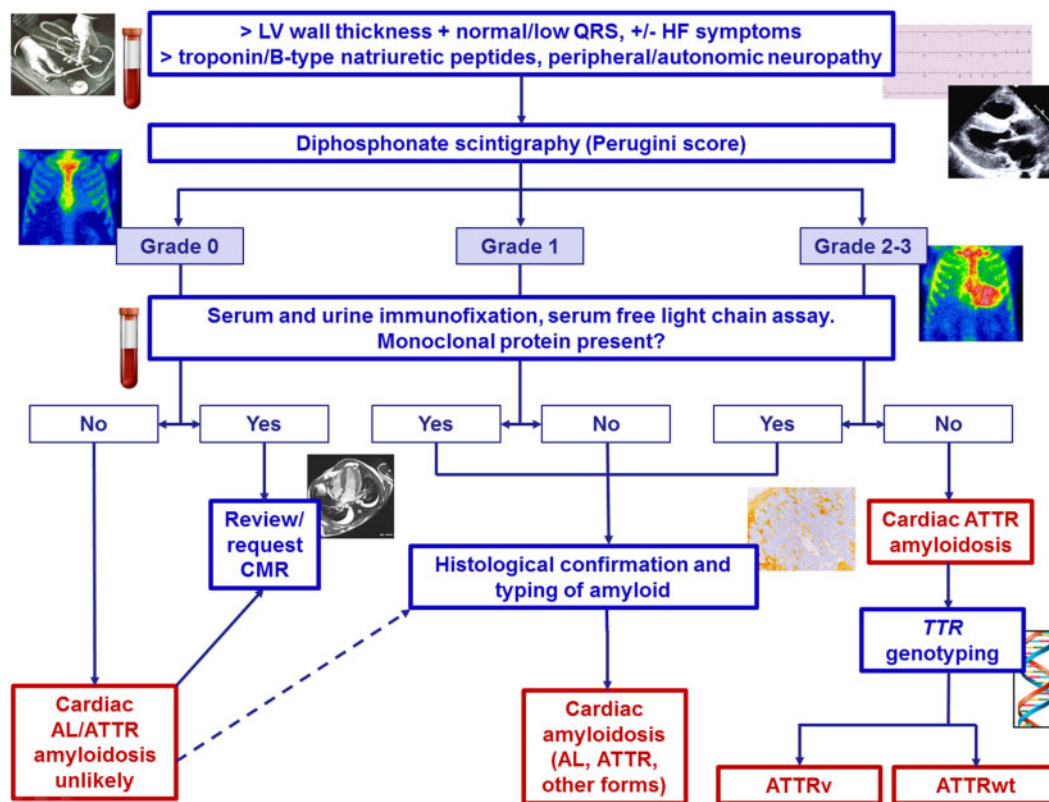 > LV wall thickness + normal/low QRS, +/- HF symptoms
> troponin/B-type natriuretic peptides, peripheral/autonomic neuropathy
Diphosphonate scintigraphy (Perugini score)
Grade 0
Grade 1
Grade 2-3
Serum and urine immunofixation, serum free light chain assay.
Monoclonal protein present?
No
Yes
Yes
No
Yes
No
Review/
request
CMR
Histological confirmation and
typing of amyloid
Cardiac ATTR
amyloidosis
TTR
genotyping
Cardiac
AL/ATTR
amyloidosis
unlikely
Cardiac
amyloidosis
(AL, ATTR,
other forms)
ATTRv
ATTRwt